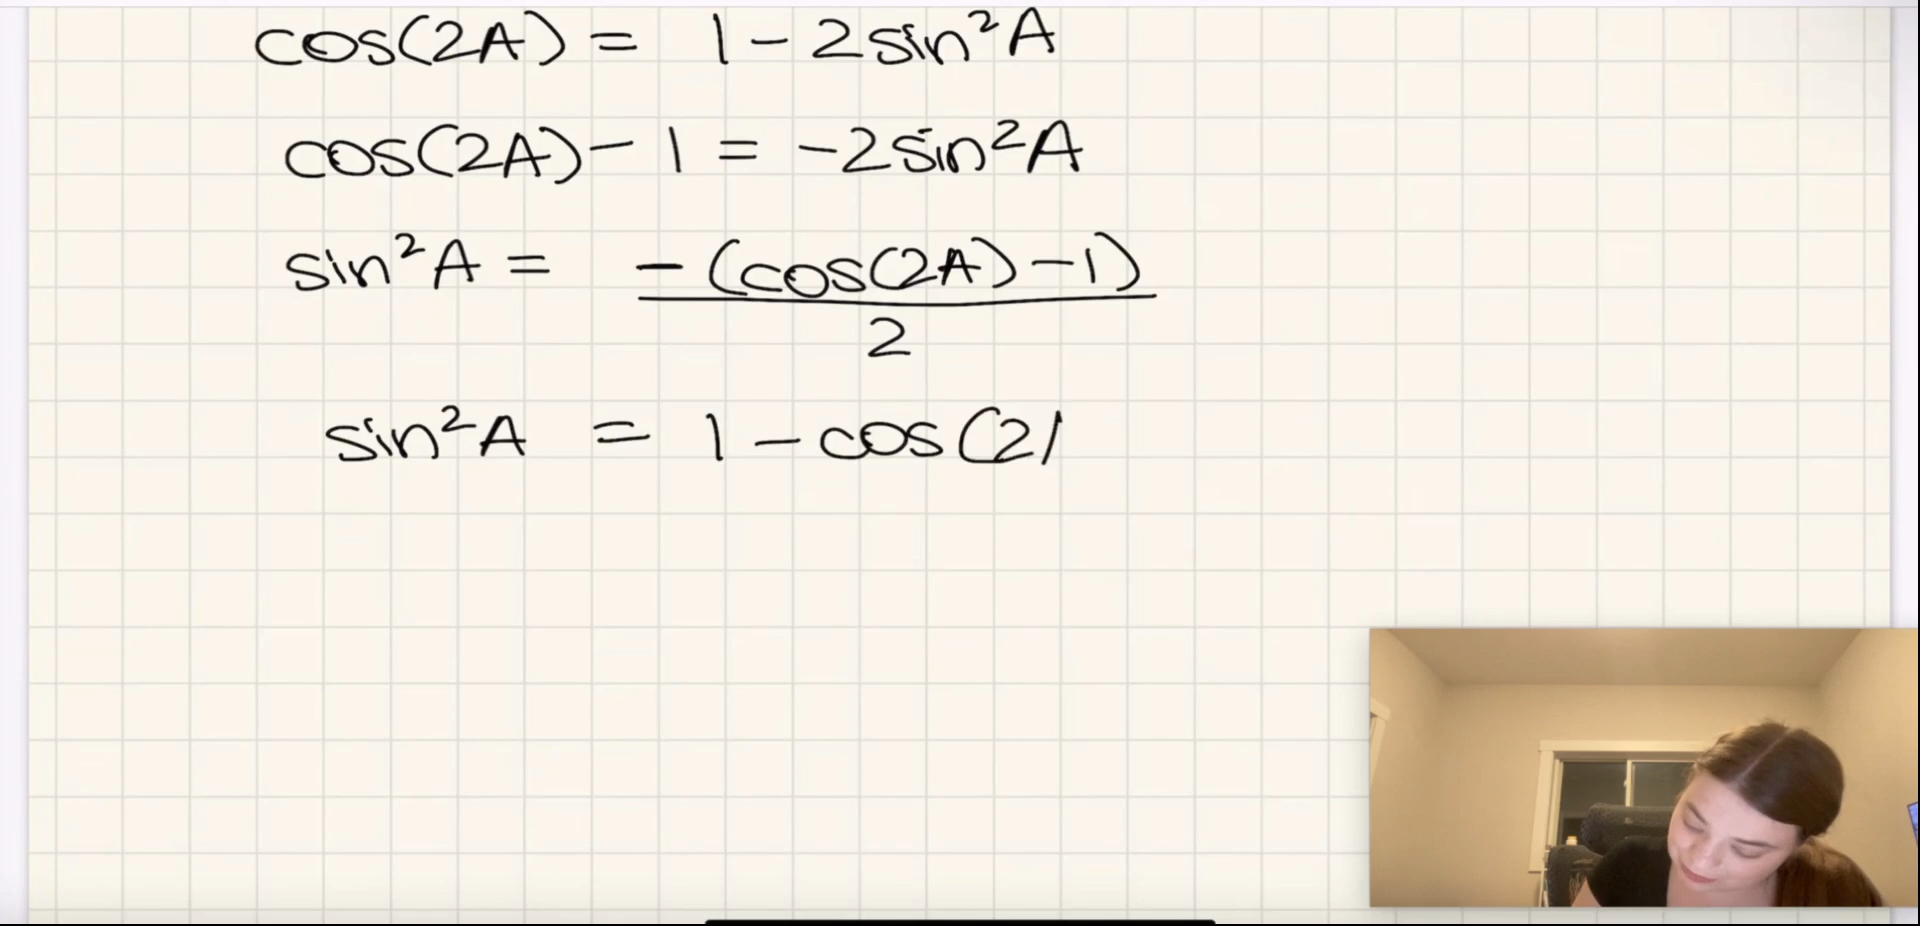 cos(2A) = 1 - 2sin²A
cos(2A) - 1 = -2sin²A
sin²A = -(cos(2A) - 1)
2
sin²A = 1 - cos(2/